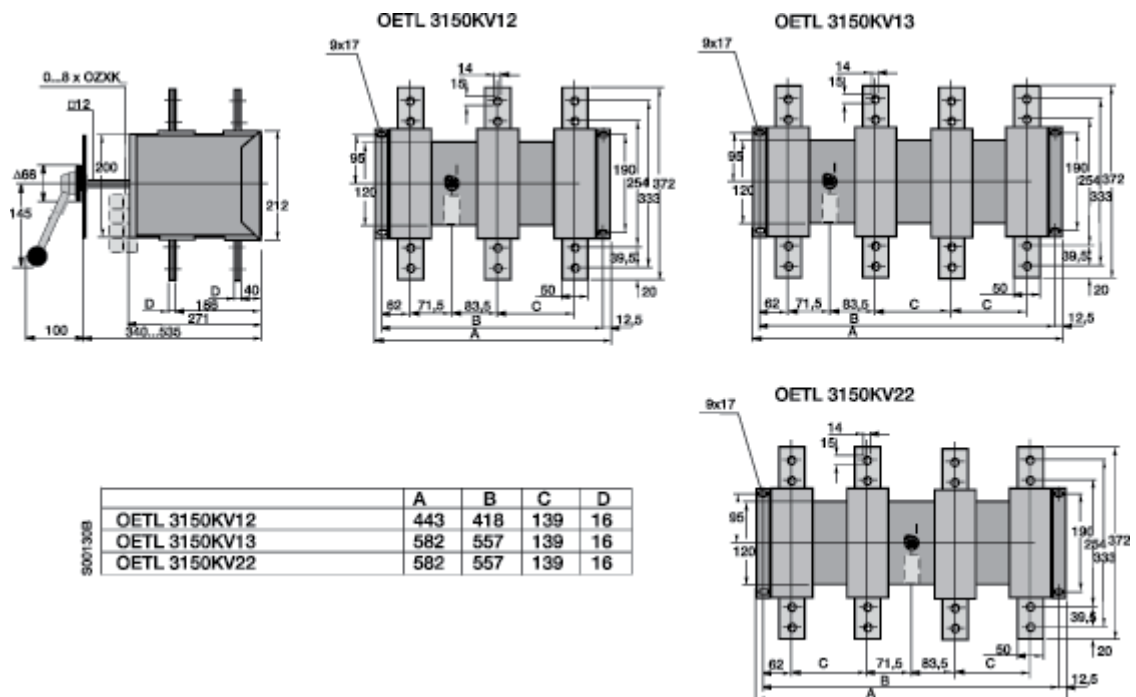 OETL 3150KV12
OETL 3150KV13
9x17
14
15
95
120
190
254
372
333
39,5
20
50
62
71,5
83,5
C
B
A
12,5
9x17
14
15
95
120
190
254
372
333
39,5
20
50
62
71,5
83,5
C
C
B
A
12,5
0...8 x OZXK
□12
Δ66
145
200
212
D
D
40
186
271
100
340...535
OETL 3150KV22
9x17
14
15
95
120
190
254
372
333
39,5
20
50
62
C
71,5
83,5
C
B
A
12,5
A B C D
OETL 3150KV12 443 418 139 16
OETL 3150KV13 582 557 139 16
OETL 3150KV22 582 557 139 16
S00130B